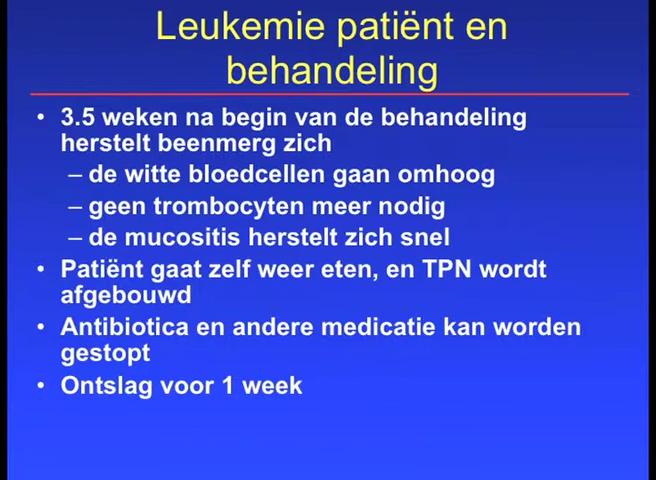 Leukemie patiënt en
behandeling
• 3.5 weken na begin van de behandeling
herstelt beenmerg zich
– de witte bloedcellen gaan omhoog
– geen trombocyten meer nodig
– de mucositis herstelt zich snel
• Patiënt gaat zelf weer eten, en TPN wordt
afgebouwd
• Antibiotica en andere medicatie kan worden
gestopt
• Ontslag voor 1 week